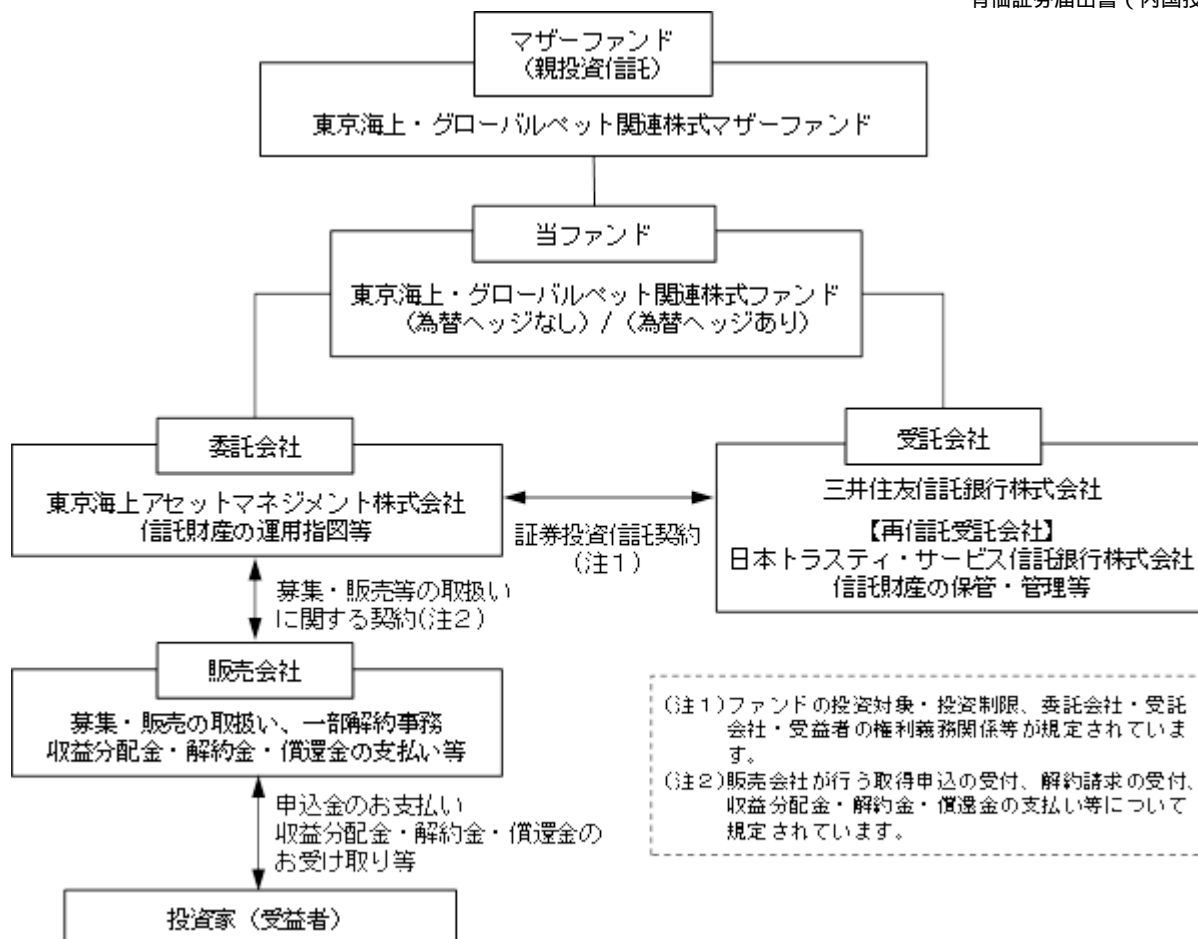 有価証券届出書（内国投
マザーファンド
（親投資信託）
東京海上・グローバルペット関連株式マザーファンド
当ファンド
東京海上・グローバルペット関連株式ファンド
（為替ヘッジなし）/（為替ヘッジあり）
委託会社
東京海上アセットマネジメント株式会社
信託財産の運用指図等
証券投資信託契約
（注１）
受託会社
三井住友信託銀行株式会社
【再信託受託会社】
日本トラスティ・サービス信託銀行株式会社
信託財産の保管・管理等
募集・販売等の取扱い
に関する契約(注２)
販売会社
募集・販売の取扱い、一部解約事務
収益分配金・解約金・償還金の支払い等
申込金のお支払い
収益分配金・解約金・償還金の
お受け取り等
投資家（受益者）
(注１)ファンドの投資対象・投資制限、委託会社・受託
会社・受益者の権利義務関係等が規定されていま
す。
(注２)販売会社が行う取得申込の受付、解約請求の受付、
収益分配金・解約金・償還金の支払い等について
規定されています。